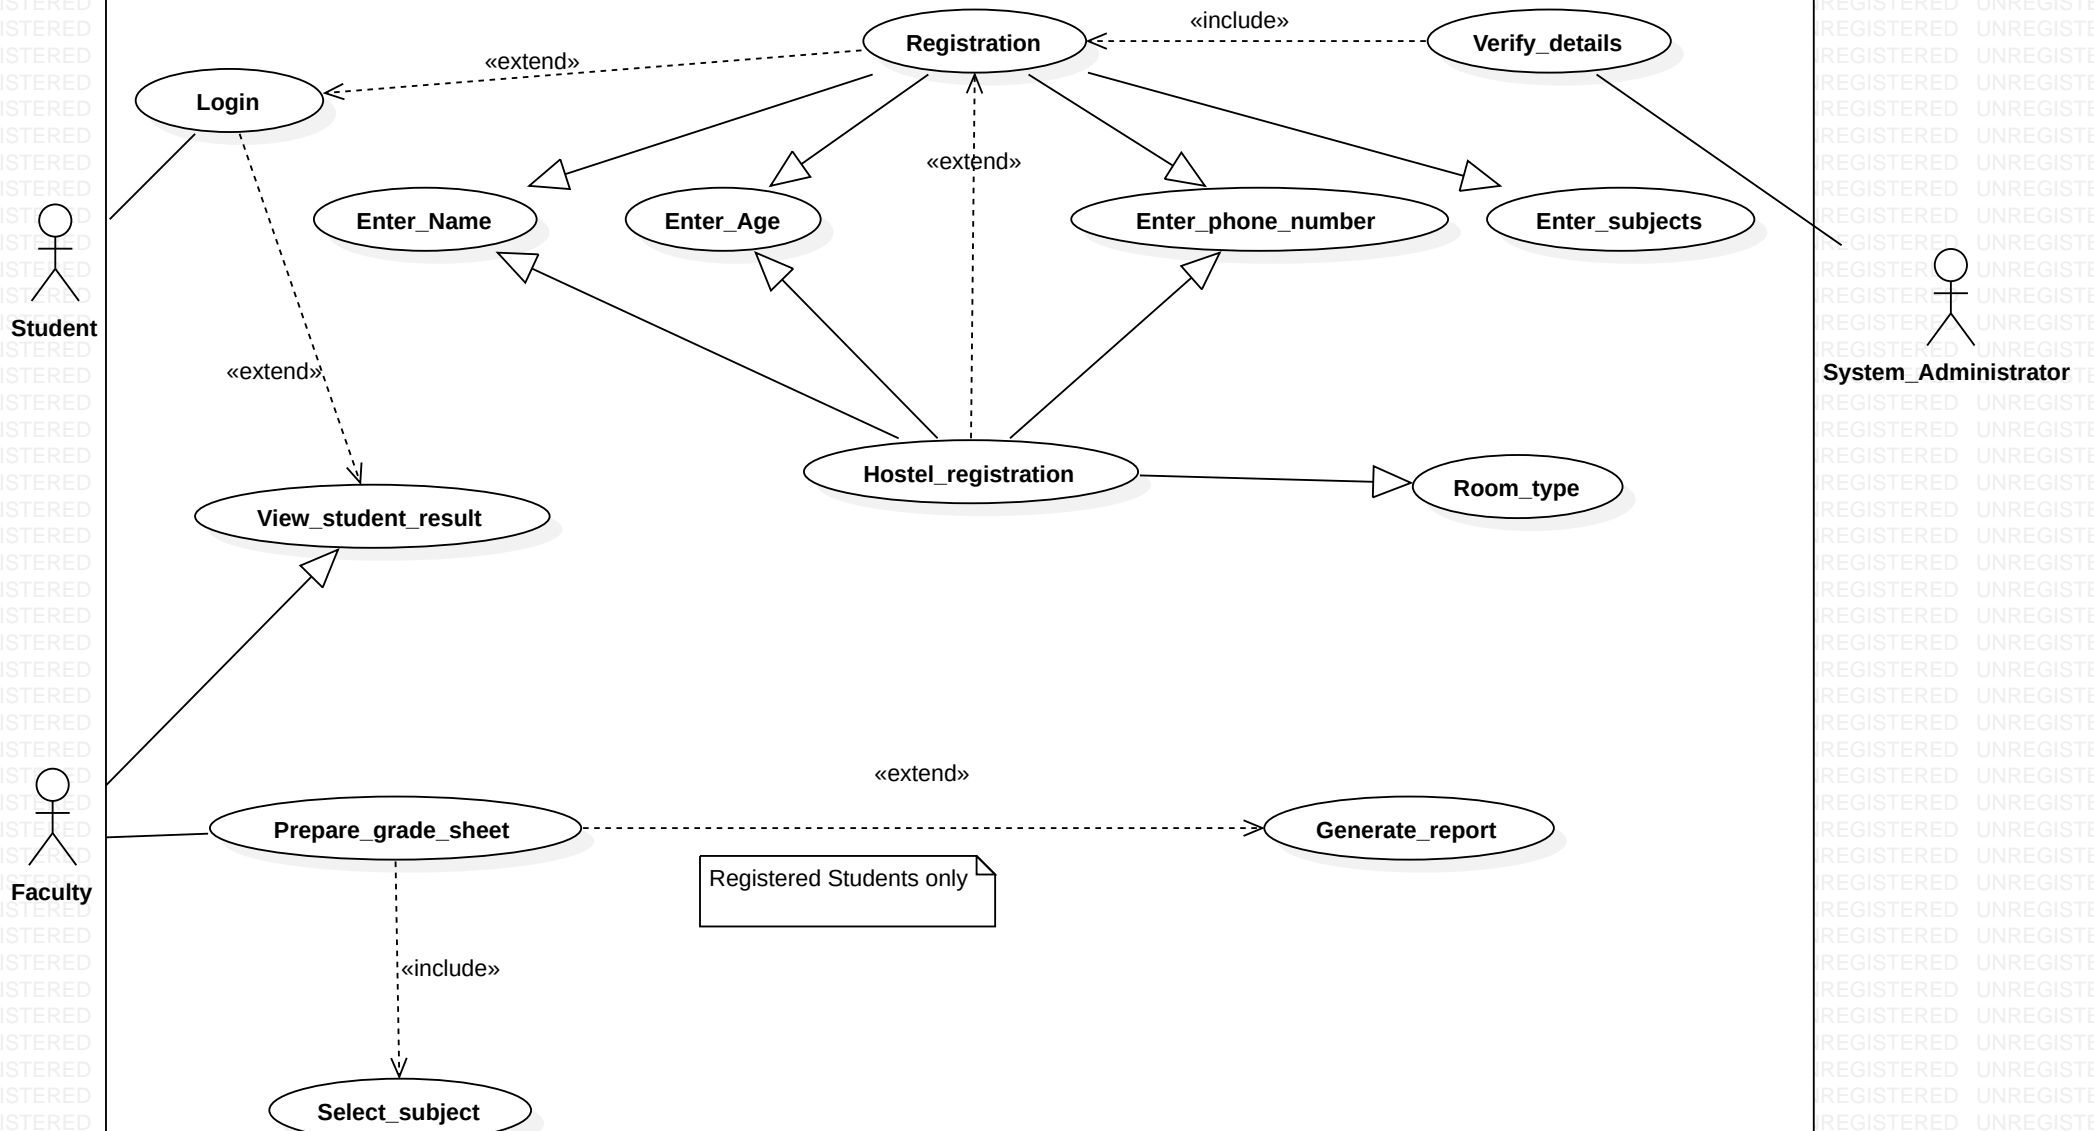 «include»
Registration
Verify_details
«extend»
Login
«extend»
Enter_Name
Enter_Age
Enter_phone_number
Enter_subjects
Student
«extend»
System_Administrator
Hostel_registration
Room_type
View_student_result
«extend»
Prepare_grade_sheet
Generate_report
Registered Students only
Faculty
«include»
Select_subject
UNREGISTERED